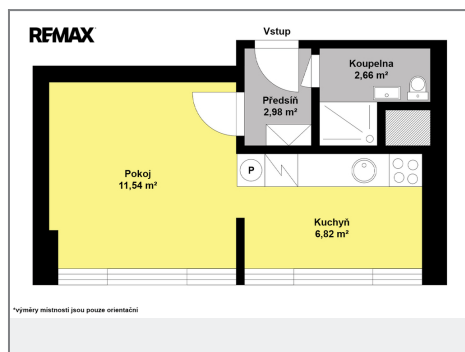 RE/MAX
Vstup
Koupelna
2,66 m²
Předsíň
2,98 m²
Pokoj
11,54 m²
P
Kuchyň
6,82 m²
*výměry místností jsou pouze orientační